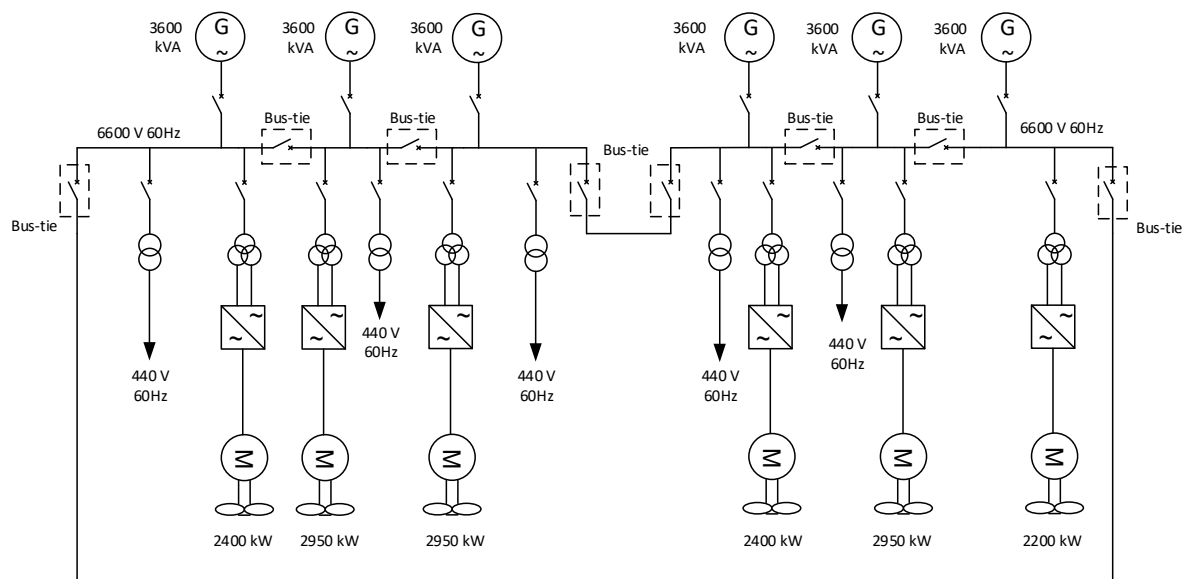 3600
kVA
G
~
3600
kVA
G
~
3600
kVA
G
~
3600
kVA
G
~
3600
kVA
G
~
3600
kVA
G
~
6600 V 60Hz
Bus-tie
Bus-tie
Bus-tie
Bus-tie
Bus-tie
6600 V 60Hz
Bus-tie
Bus-tie
~
~
~
~
~
~
~
~
~
~
~
~
440 V
60Hz
440 V
60Hz
440 V
60Hz
440 V
60Hz
440 V
60Hz
M
M
M
M
M
M
2400 kW
2950 kW
2950 kW
2400 kW
2950 kW
2200 kW